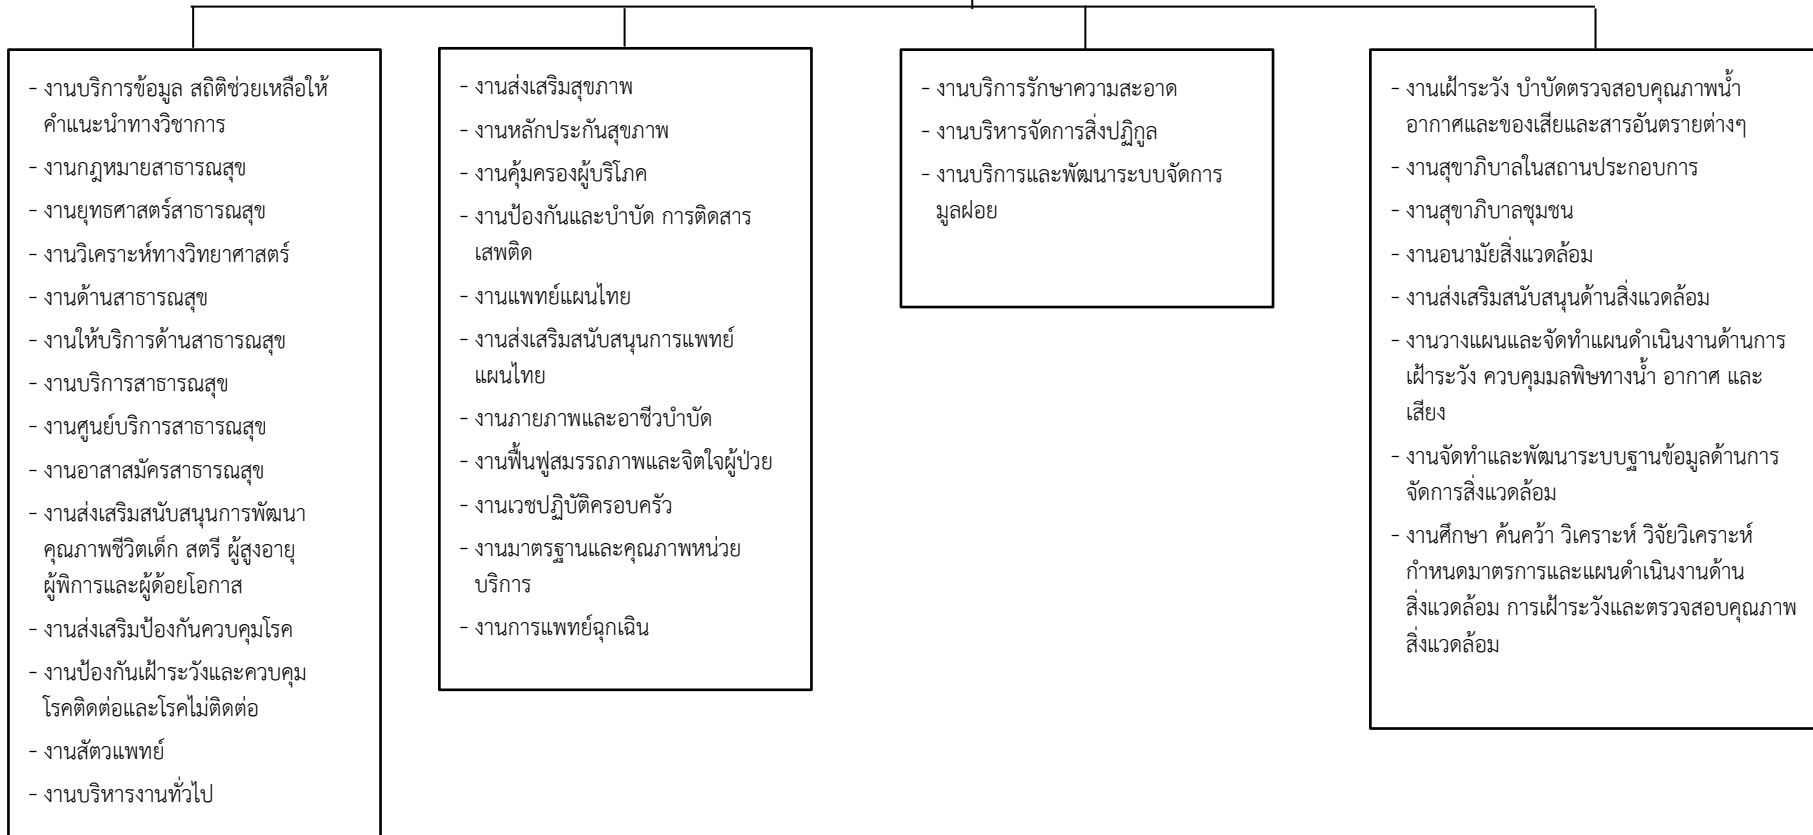 - งานบริการข้อมูล สถิติช่วยเหลือให้
คำแนะนำทางวิชาการ
- งานกฎหมายสาธารณสุข
- งานยุทธศาสตร์สาธารณสุข
- งานวิเคราะห์ทางวิทยาศาสตร์
- งานด้านสาธารณสุข
- งานให้บริการด้านสาธารณสุข
- งานบริการสาธารณสุข
- งานศูนย์บริการสาธารณสุข
- งานอาสาสมัครสาธารณสุข
- งานส่งเสริมสนับสนุนการพัฒนา
คุณภาพชีวิตเด็ก สตรี ผู้สูงอายุ
ผู้พิการและผู้ด้อยโอกาส
- งานส่งเสริมป้องกันควบคุมโรค
- งานป้องกันเฝ้าระวังและควบคุม
โรคติดต่อและโรคไม่ติดต่อ
- งานสัตวแพทย์
- งานบริหารงานทั่วไป
- งานส่งเสริมสุขภาพ
- งานหลักประกันสุขภาพ
- งานคุ้มครองผู้บริโภค
- งานป้องกันและบำบัด การติดสาร
เสพติด
- งานแพทย์แผนไทย
- งานส่งเสริมสนับสนุนการแพทย์
แผนไทย
- งานภายภาพและอาชีวบำบัด
- งานฟื้นฟูสมรรถภาพและจิตใจผู้ป่วย
- งานเวชปฏิบัติครอบครัว
- งานมาตรฐานและคุณภาพหน่วย
บริการ
- งานการแพทย์ฉุกเฉิน
- งานบริการรักษาความสะอาด
- งานบริหารจัดการสิ่งปฏิกูล
- งานบริการและพัฒนาระบบจัดการ
มูลฝอย
- งานเฝ้าระวัง บำบัดตรวจสอบคุณภาพน้ำ
อากาศและของเสียและสารอันตรายต่างๆ
- งานสุขาภิบาลในสถานประกอบการ
- งานสุขาภิบาลชุมชน
- งานอนามัยสิ่งแวดล้อม
- งานส่งเสริมสนับสนุนด้านสิ่งแวดล้อม
- งานวางแผนและจัดทำแผนดำเนินงานด้านการ
เฝ้าระวัง ควบคุมมลพิษทางน้ำ อากาศ และ
เสียง
- งานจัดทำและพัฒนาระบบฐานข้อมูลด้านการ
จัดการสิ่งแวดล้อม
- งานศึกษา ค้นคว้า วิเคราะห์ วิจัยวิเคราะห์
กำหนดมาตรการและแผนดำเนินงานด้าน
สิ่งแวดล้อม การเฝ้าระวังและตรวจสอบคุณภาพ
สิ่งแวดล้อม